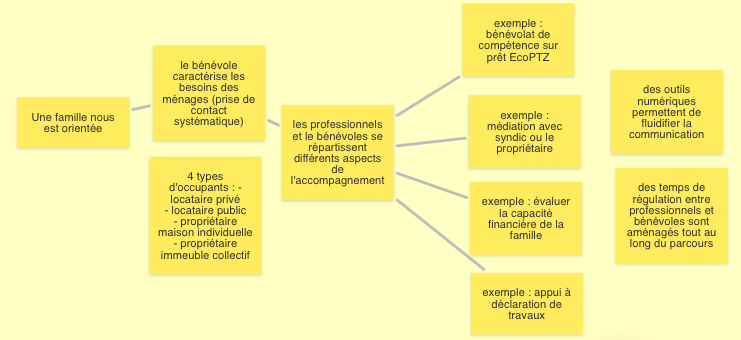 Une famille nous
est orientée
le bénévole
caractérise les
besoins des
ménages (prise de
contact
systématique)
4 types
d'occupants : -
locataire privé
- locataire public
- propriétaire
maison individuelle
- propriétaire
immeuble collectif
les professionnels
et le bénévoles se
répartissent
différents aspects
de
l'accompagnement
exemple :
bénévolat de
compétence sur
prêt EcoPTZ
exemple :
médiation avec
syndic ou le
propriétaire
exemple : évaluer
la capacité
financière de la
famille
exemple : appui à
déclaration de
travaux
des outils
numériques
permettent de
fluidifier la
communication
des temps de
régulation entre
professionnels et
bénévoles sont
aménagés tout au
long du parcours